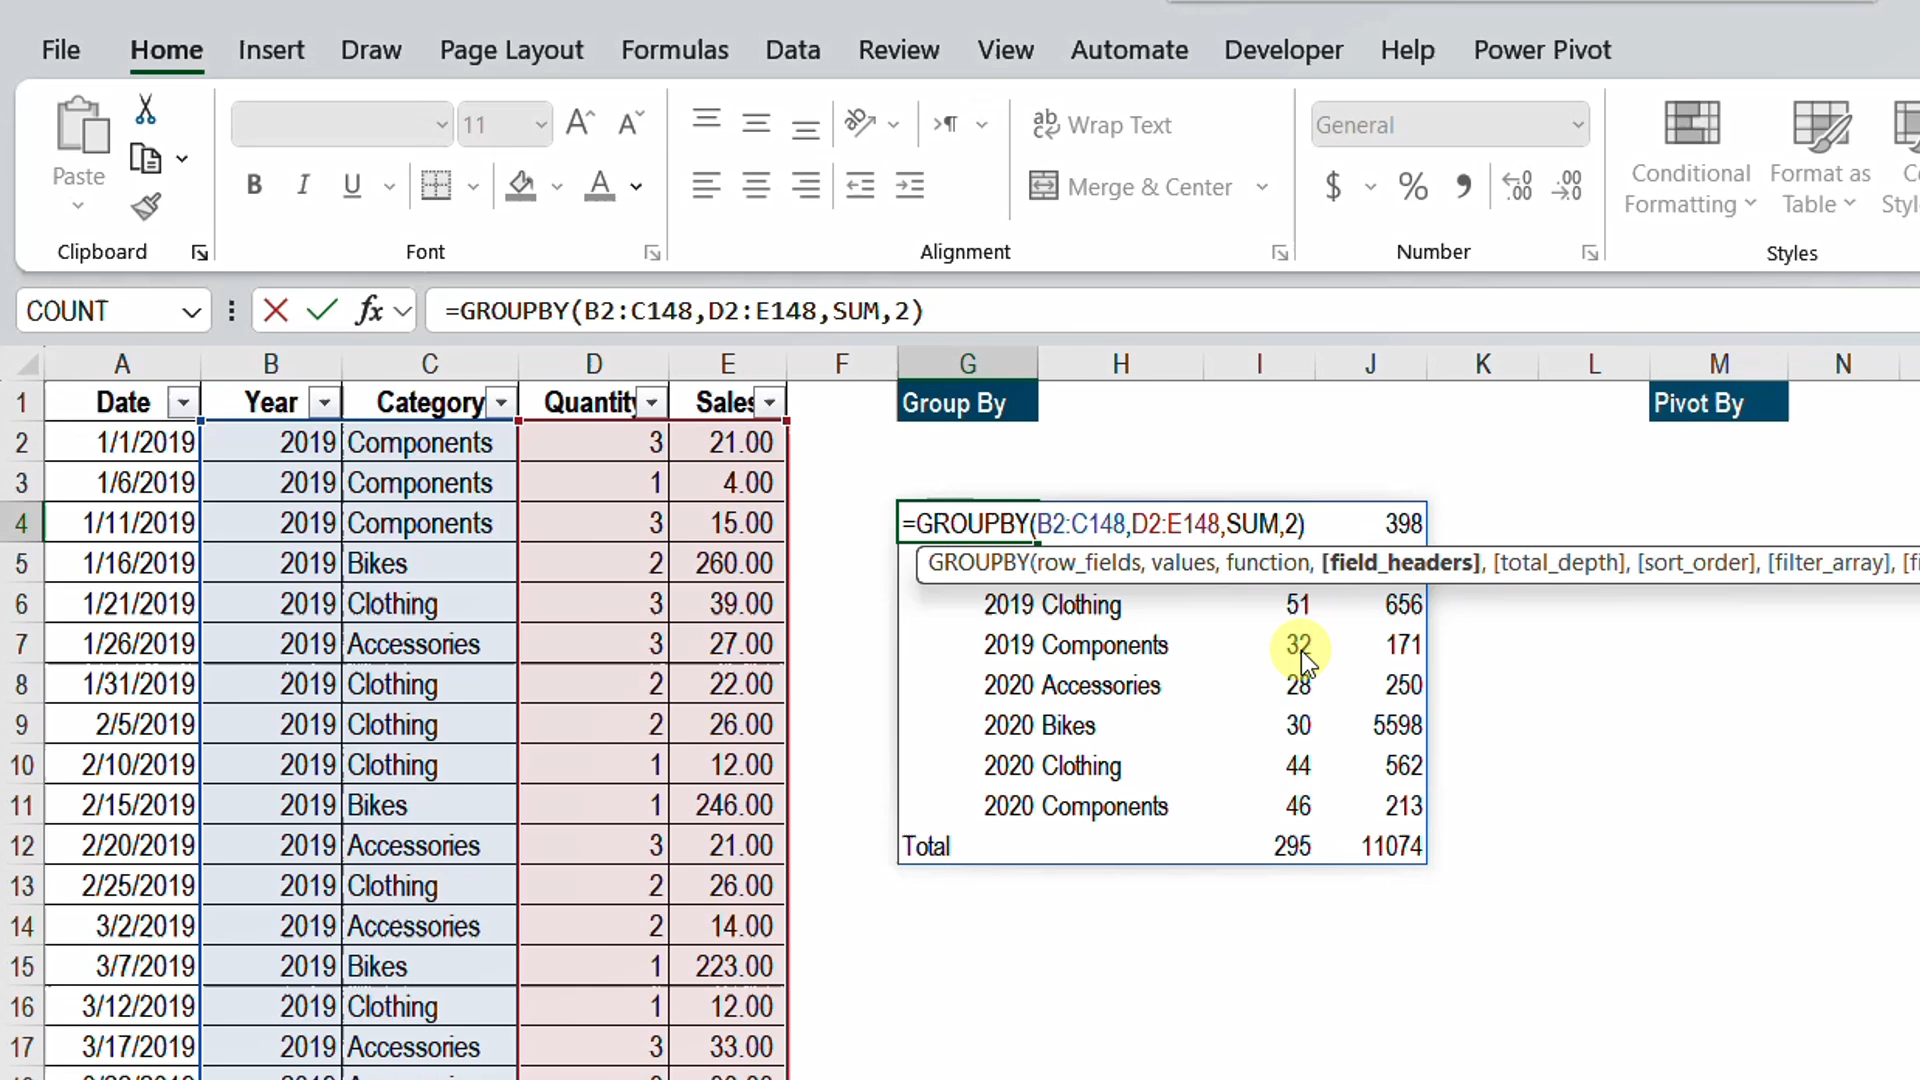 File Home Insert Draw Page Layout Formulas Data Review View Automate Developer Help Power Pivot
11 ab Wrap Text General
Paste B I U A Merge & Center $ % Conditional Formatting Format as Table
Clipboard Font Alignment Number Styles
COUNT fx =GROUPBY(B2:C148,D2:E148,SUM,2)
A B C D E F G H I J K L M N
1 Date Year Category Quantity Sales Group By Pivot By
2 1/1/2019 2019 Components 3 21.00
3 1/6/2019 2019 Components 1 4.00
4 1/11/2019 2019 Components 3 15.00 =GROUPBY(B2:C148,D2:E148,SUM,2) 398
5 1/16/2019 2019 Bikes 2 260.00 GROUPBY(row_fields, values, function, [field_headers], [total_depth], [sort_order], [filter_array],
6 1/21/2019 2019 Clothing 3 39.00 2019 Clothing 51 656
7 1/26/2019 2019 Accessories 3 27.00 2019 Components 32 171
8 1/31/2019 2019 Clothing 2 22.00 2020 Accessories 28 250
9 2/5/2019 2019 Clothing 2 26.00 2020 Bikes 30 5598
10 2/10/2019 2019 Clothing 1 12.00 2020 Clothing 44 562
11 2/15/2019 2019 Bikes 1 246.00 2020 Components 46 213
12 2/20/2019 2019 Accessories 3 21.00 Total 295 11074
13 2/25/2019 2019 Clothing 2 26.00
14 3/2/2019 2019 Accessories 2 14.00
15 3/7/2019 2019 Bikes 1 223.00
16 3/12/2019 2019 Clothing 1 12.00
17 3/17/2019 2019 Accessories 3 33.00